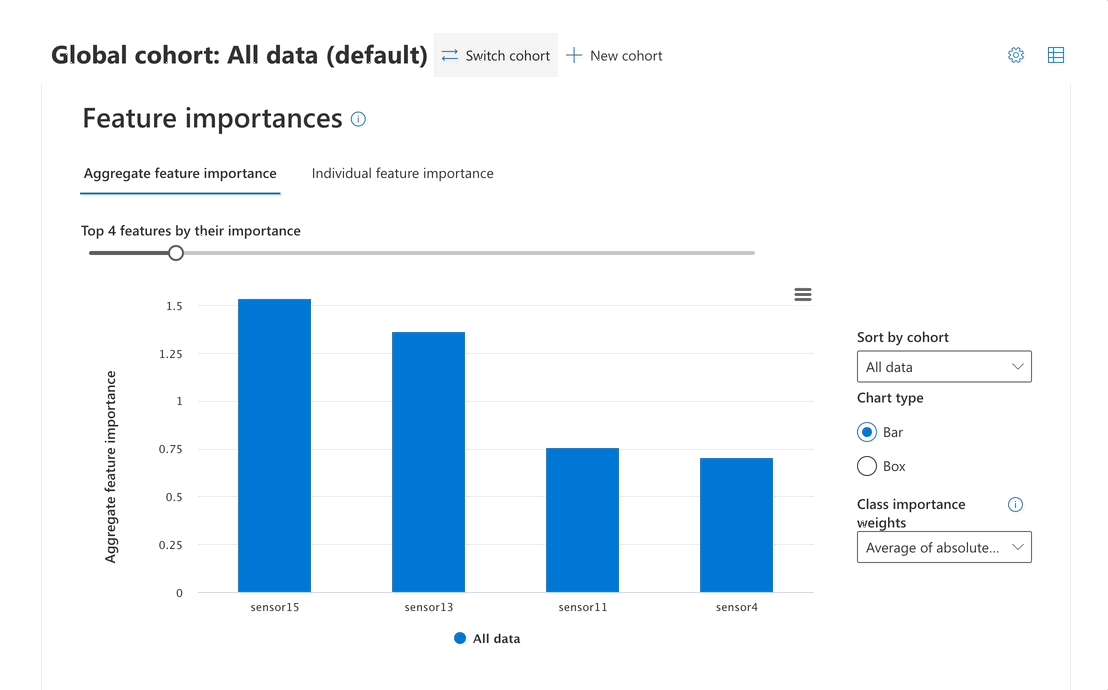 Global cohort: All data (default) Switch cohort New cohort
Feature importances
Aggregate feature importance Individual feature importance
Top 4 features by their importance
1.5
1.25
1
0.75
0.5
0.25
0
Aggregate feature importance
sensor15 sensor13 sensor11 sensor4
All data
Sort by cohort
All data
Chart type
Bar
Box
Class importance
weights
Average of absolute...